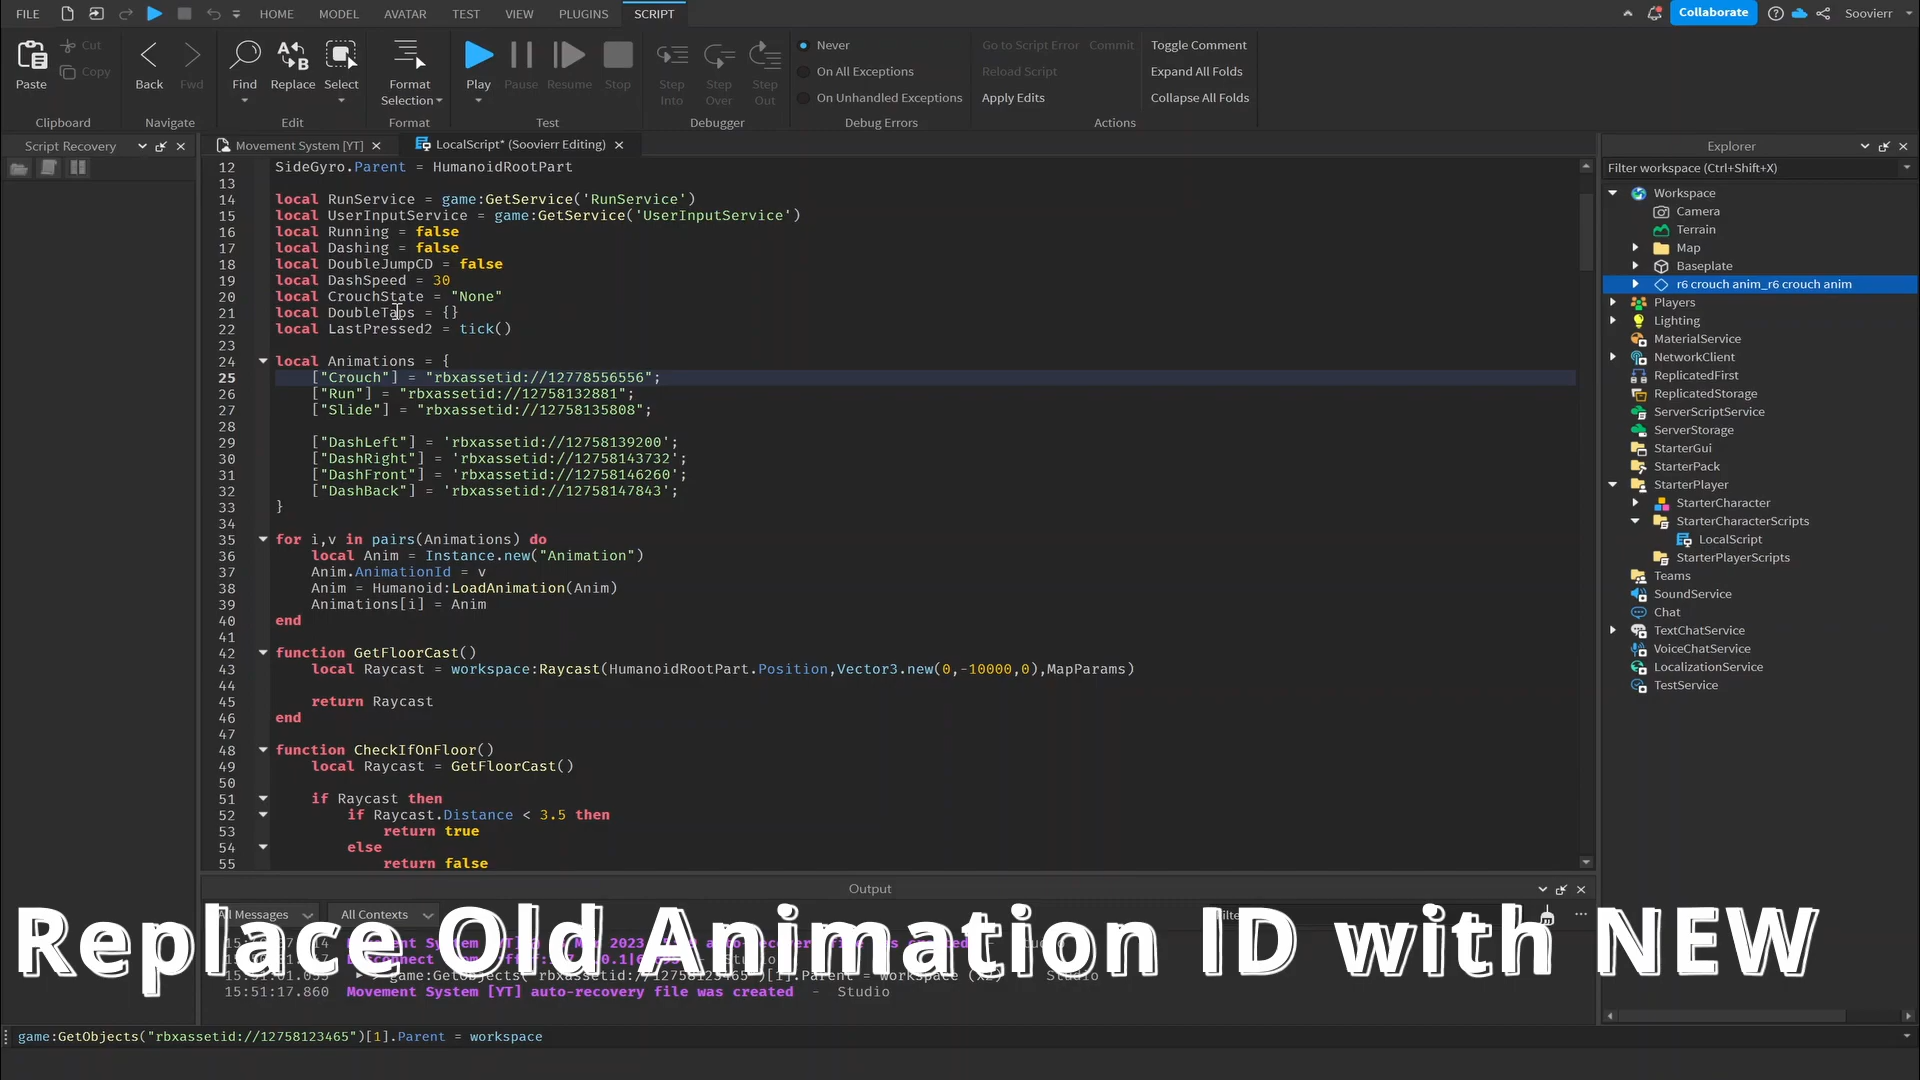 FILE HOME MODEL AVATAR TEST VIEW PLUGINS SCRIPT Collaborate Soovierr
Paste Cut Copy Back Fwd Find Replace Select Format Selection Play Pause Resume Stop Step Into Step Over Step Out
Never Go to Script Error Commit Toggle Comment
On All Exceptions Reload Script Expand All Folds
On Unhandled Exceptions Apply Edits Collapse All Folds
Clipboard Navigate Edit Format Test Debugger Debug Errors Actions
Script Recovery
Movement System [YT] LocalScript* (Soovierr Editing)
12 SideGyro.Parent = HumanoidRootPart
13
14 local RunService = game:GetService('RunService')
15 local UserInputService = game:GetService('UserInputService')
16 local Running = false
17 local Dashing = false
18 local DoubleJumpCD = false
19 local DashSpeed = 30
20 local CrouchState = "None"
21 local DoubleTaps = {}
22 local LastPressed2 = tick()
23
24 local Animations = {
25 ["Crouch"] = "rbxassetid://12778556556";
26 ["Run"] = "rbxassetid://12758132881";
27 ["Slide"] = "rbxassetid://12758135808";
28
29 ["DashLeft"] = 'rbxassetid://12758139200';
30 ["DashRight"] = 'rbxassetid://12758143732';
31 ["DashFront"] = 'rbxassetid://12758146260';
32 ["DashBack"] = 'rbxassetid://12758147843';
33 }
34
35 for i,v in pairs(Animations) do
36 local Anim = Instance.new("Animation")
37 Anim.AnimationId = v
38 Anim = Humanoid:LoadAnimation(Anim)
39 Animations[i] = Anim
40 end
41
42 function GetFloorCast()
43 local Raycast = workspace:Raycast(HumanoidRootPart.Position,Vector3.new(0,-10000,0),MapParams)
44
45 return Raycast
46 end
47
48 function CheckIfOnFloor()
49 local Raycast = GetFloorCast()
50
51 if Raycast then
52 if Raycast.Distance < 3.5 then
53 return true
54 else
55 return false
Explorer
Filter workspace (Ctrl+Shift+X)
Workspace
Camera
Terrain
Map
Baseplate
r6 crouch anim_r6 crouch anim
Players
Lighting
MaterialService
NetworkClient
ReplicatedFirst
ReplicatedStorage
ServerScriptService
ServerStorage
StarterGui
StarterPack
StarterPlayer
StarterCharacter
StarterCharacterScripts
LocalScript
StarterPlayerScripts
Teams
SoundService
Chat
TextChatService
VoiceChatService
LocalizationService
TestService
Output
All Messages All Contexts
Replace Old Animation ID with NEW
15:51:17.860 Movement System [YT] auto-recovery file was created - Studio
game:GetObjects("rbxassetid://12758123465")[1].Parent = workspace